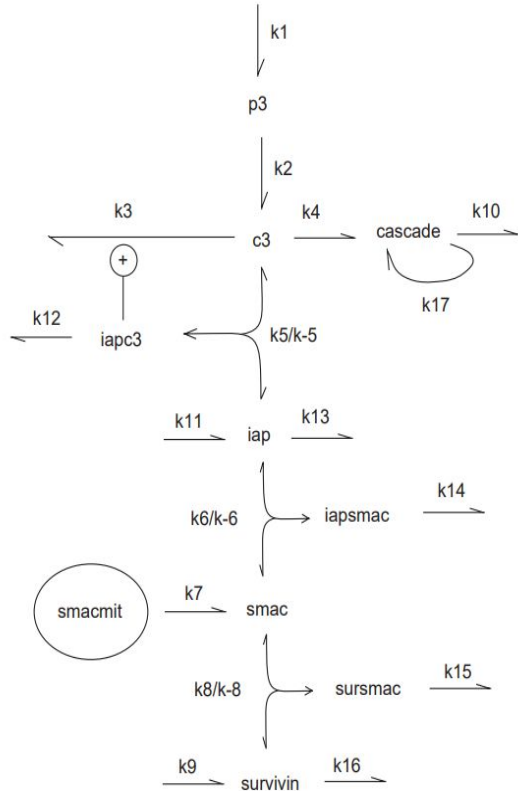 k1
p3
k2
k3
c3
k4
cascade
k10
+
k17
k12
iapc3
k5/k-5
k11
iap
k13
k6/k-6
iapsmac
k14
smacmit
k7
smac
k8/k-8
sursmac
k15
k9
survivin
k16